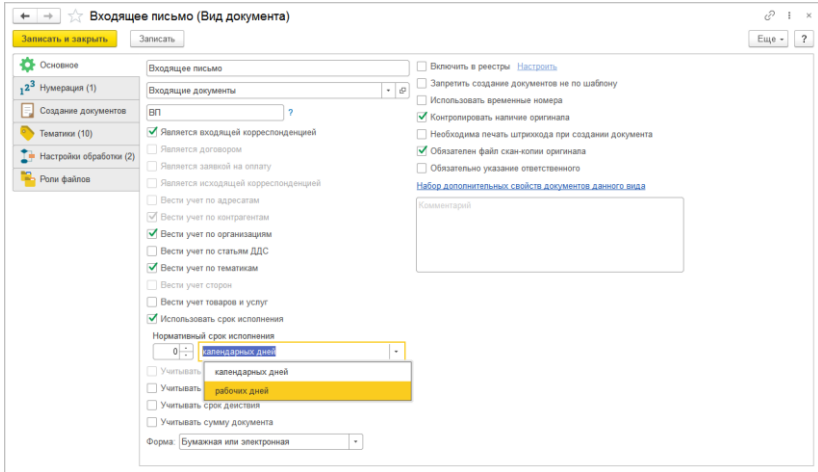 Входящее письмо (Вид документа)
Записать и закрыть
Записать
Еще
?
Основное
Нумерация (1)
Создание документов
Тематики (10)
Настройки обработки (2)
Роли файлов
Входящее письмо
Входящие документы
ВП
?
Является входящей корреспонденцией
Является договором
Является заявкой на оплату
Является исходящей корреспонденцией
Вести учет по адресатам
Вести учет по контрагентам
Вести учет по организациям
Вести учет по статьям ДДС
Вести учет по тематикам
Вести учет сторон
Вести учет товаров и услуг
Использовать срок исполнения
Нормативный срок исполнения
0
календарных дней
календарных дней
рабочих дней
Учитывать
Учитывать
Учитывать срок действия
Учитывать сумму документа
Форма: Бумажная или электронная
Включить в реестры Настроить
Запретить создание документов не по шаблону
Использовать временные номера
Контролировать наличие оригинала
Необходима печать штрихкода при создании документа
Обязателен файл скан-копии оригинала
Обязательно указание ответственного
Набор дополнительных свойств документов данного вида
Комментарий